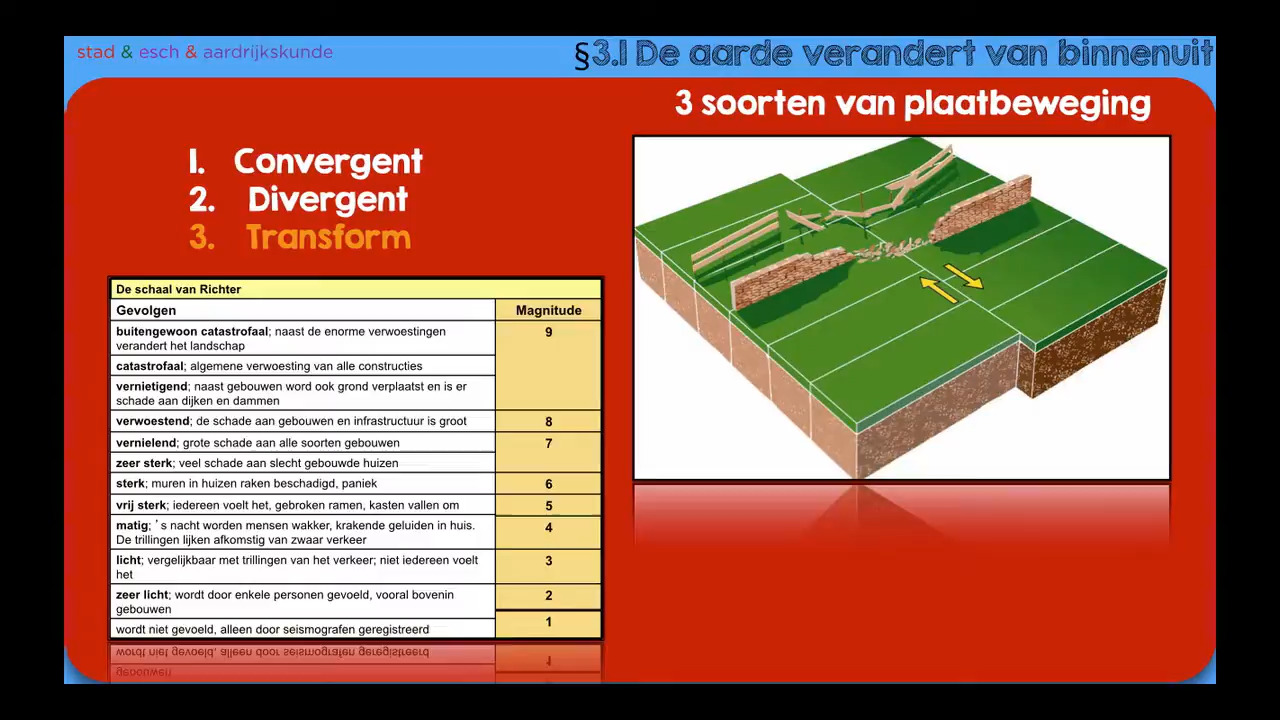 stad & esch & aardrijkskunde
§3.1 De aarde verandert van binnenuit
3 soorten van plaatbeweging
1. Convergent
2. Divergent
3. Transform
De schaal van Richter
Gevolgen Magnitude
buitengewoon catastrofaal; naast de enorme verwoestingen 9
verandert het landschap
catastrofaal; algemene verwoesting van alle constructies
vernietigend; naast gebouwen word ook grond verplaatst en is er
schade aan dijken en dammen
verwoestend; de schade aan gebouwen en infrastructuur is groot 8
vernielend; grote schade aan alle soorten gebouwen 7
zeer sterk; veel schade aan slecht gebouwde huizen
sterk; muren in huizen raken beschadigd, paniek 6
vrij sterk; iedereen voelt het, gebroken ramen, kasten vallen om 5
matig; ’s nacht worden mensen wakker, krakende geluiden in huis. 4
De trillingen lijken afkomstig van zwaar verkeer
licht; vergelijkbaar met trillingen van het verkeer; niet iedereen voelt 3
het
zeer licht; wordt door enkele personen gevoeld, vooral bovenin 2
gebouwen
wordt niet gevoeld, alleen door seismografen geregistreerd 1